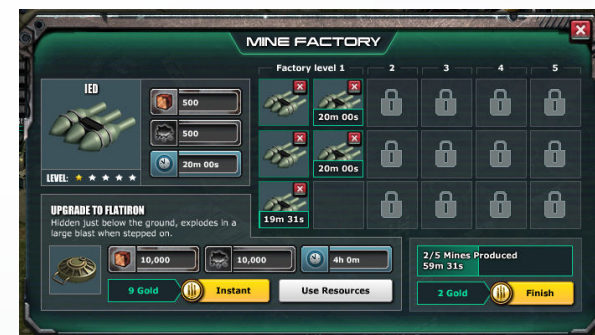 MINE FACTORY
Factory level 1 2 3 4 5
IED
500
500
20m 00s
LEVEL:
20m 00s
20m 00s
19m 31s
UPGRADE TO FLATIRON
Hidden just below the ground, explodes in a
large blast when stepped on.
10,000 10,000 4h 0m
9 Gold Instant Use Resources
2/5 Mines Produced
59m 31s
2 Gold Finish